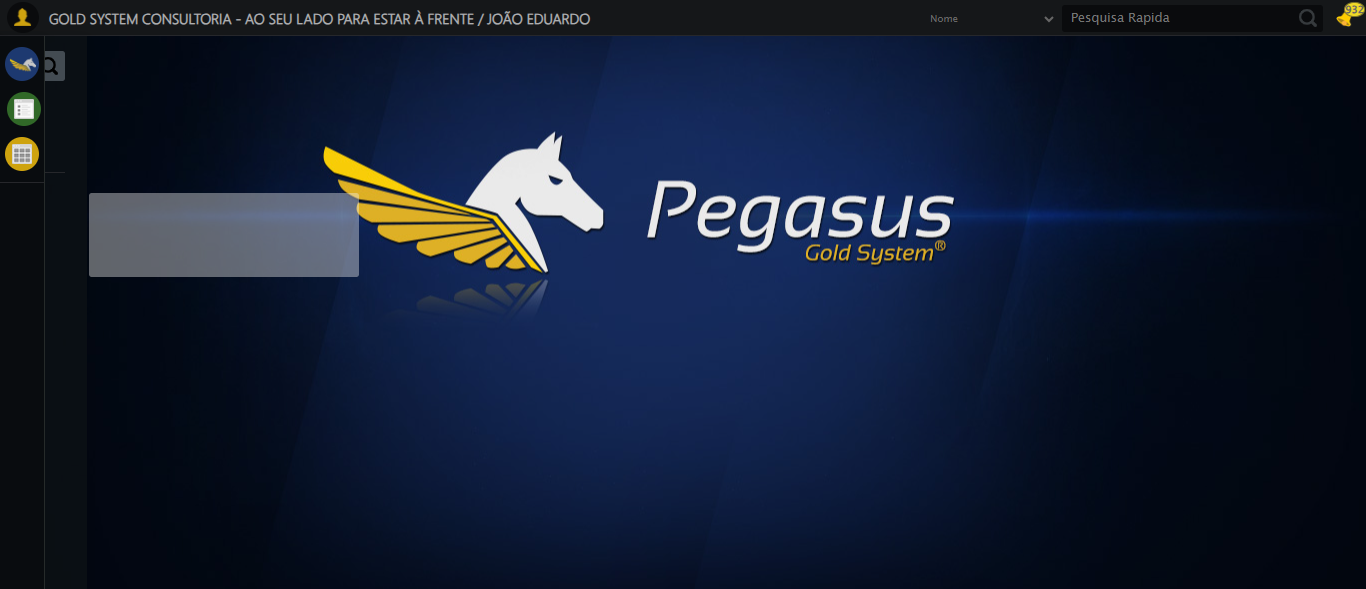 GOLD SYSTEM CONSULTORIA - AO SEU LADO PARA ESTAR À FRENTE / JOÃO EDUARDO
Nome
Pesquisa Rapida
932
Pegasus
Gold System®